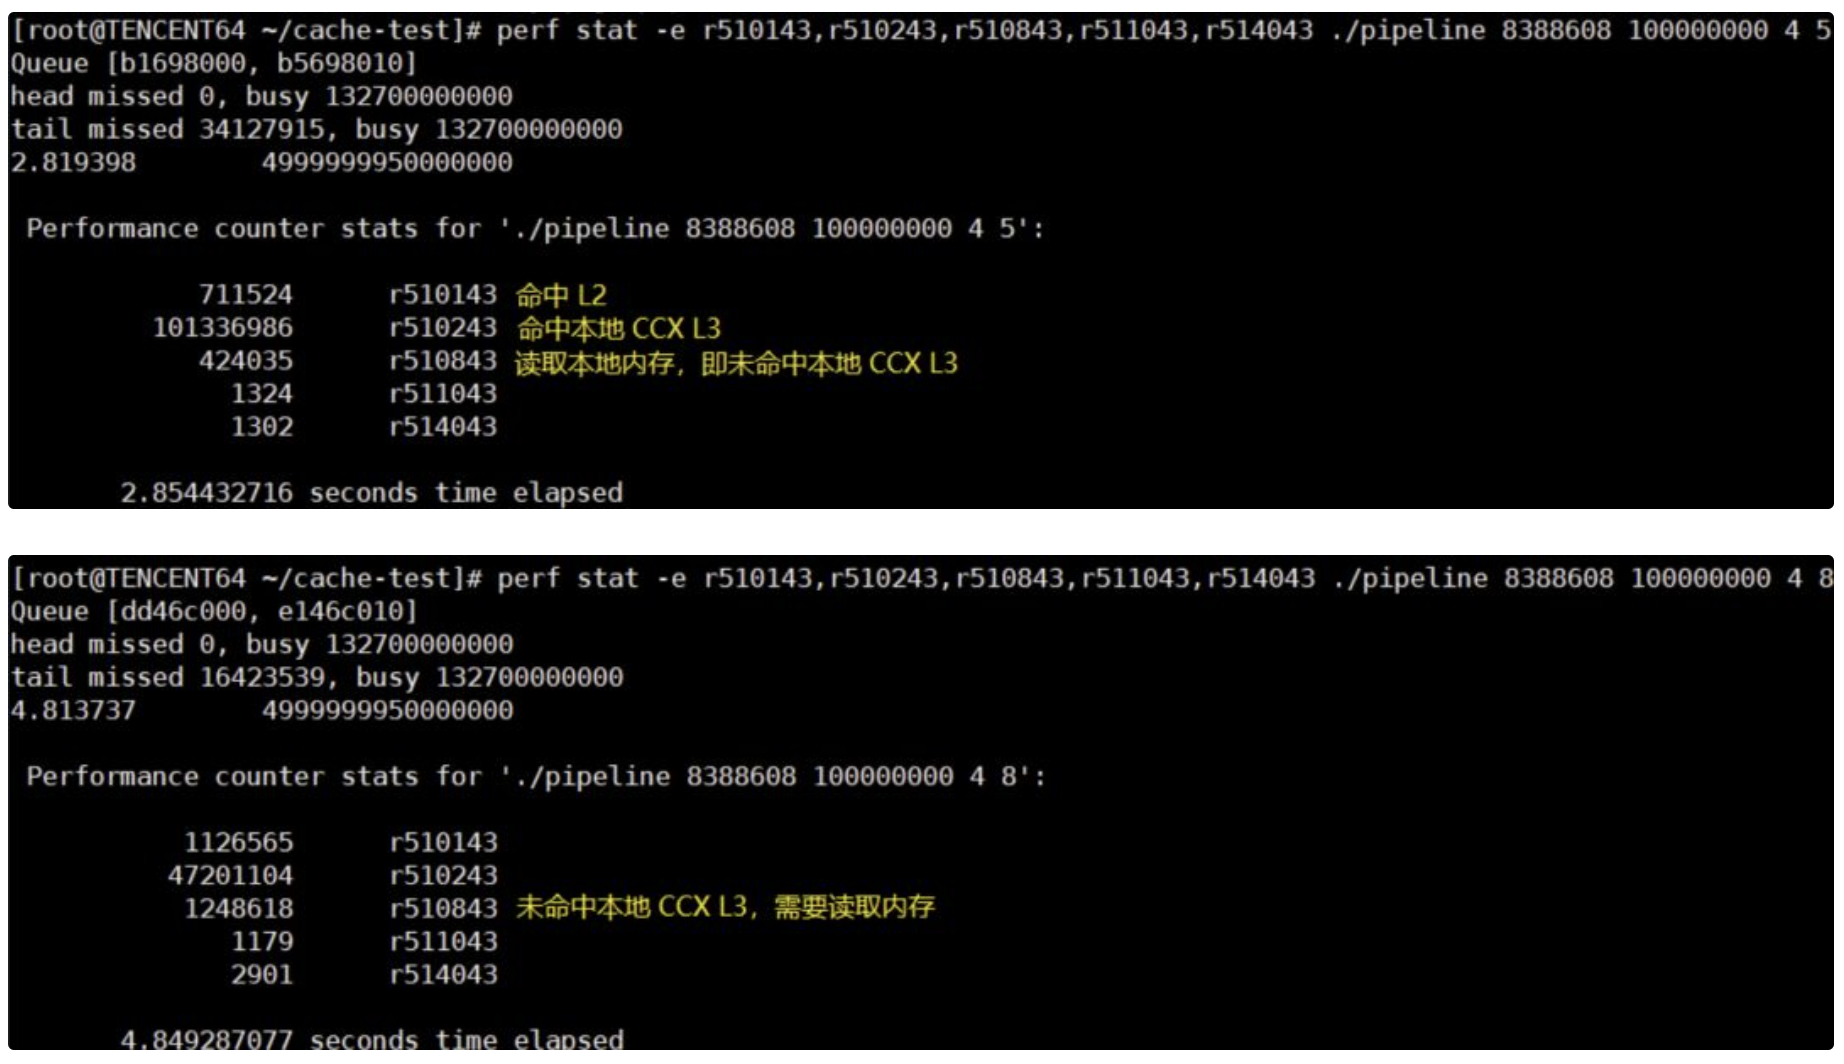 [root@TENCENT64 ~/cache-test]# perf stat -e r510143,r510243,r510843,r511043,r514043 ./pipeline 8388608 100000000 4 5
Queue [b1698000, b5698010]
head missed 0, busy 132700000000
tail missed 34127915, busy 132700000000
2.819398        4999999950000000
Performance counter stats for './pipeline 8388608 100000000 4 5':
711524      r510143 命中 L2
101336986      r510243 命中本地 CCX L3
424035      r510843 读取本地内存，即未命中本地 CCX L3
1324      r511043
1302      r514043
2.854432716 seconds time elapsed
[root@TENCENT64 ~/cache-test]# perf stat -e r510143,r510243,r510843,r511043,r514043 ./pipeline 8388608 100000000 4 8
Queue [dd46c000, e146c010]
head missed 0, busy 132700000000
tail missed 16423539, busy 132700000000
4.813737        4999999950000000
Performance counter stats for './pipeline 8388608 100000000 4 8':
1126565      r510143
47201104      r510243
1248618      r510843 未命中本地 CCX L3，需要读取内存
1179      r511043
2901      r514043
4.849287077 seconds time elapsed